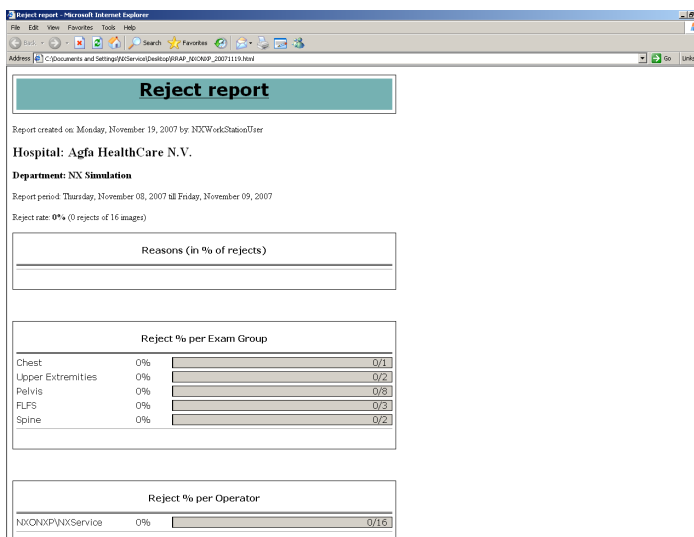 Reject report - Microsoft Internet Explorer
File Edit View Favorites Tools Help
Back Search Favorites
Address C:\Documents and Settings\NXService\Desktop\RRAP_NXONXP_20071119.html Go Links
Reject report
Report created on: Monday, November 19, 2007 by: NXWorkStationUser
Hospital: Agfa HealthCare N.V.
Department: NX Simulation
Report period: Thursday, November 08, 2007 till Friday, November 09, 2007
Reject rate: 0% (0 rejects of 16 images)
Reasons (in % of rejects)
Reject % per Exam Group
Chest 0% 0/1
Upper Extremities 0% 0/2
Pelvis 0% 0/8
FLFS 0% 0/3
Spine 0% 0/2
Reject % per Operator
NXONXP\NXService 0% 0/16